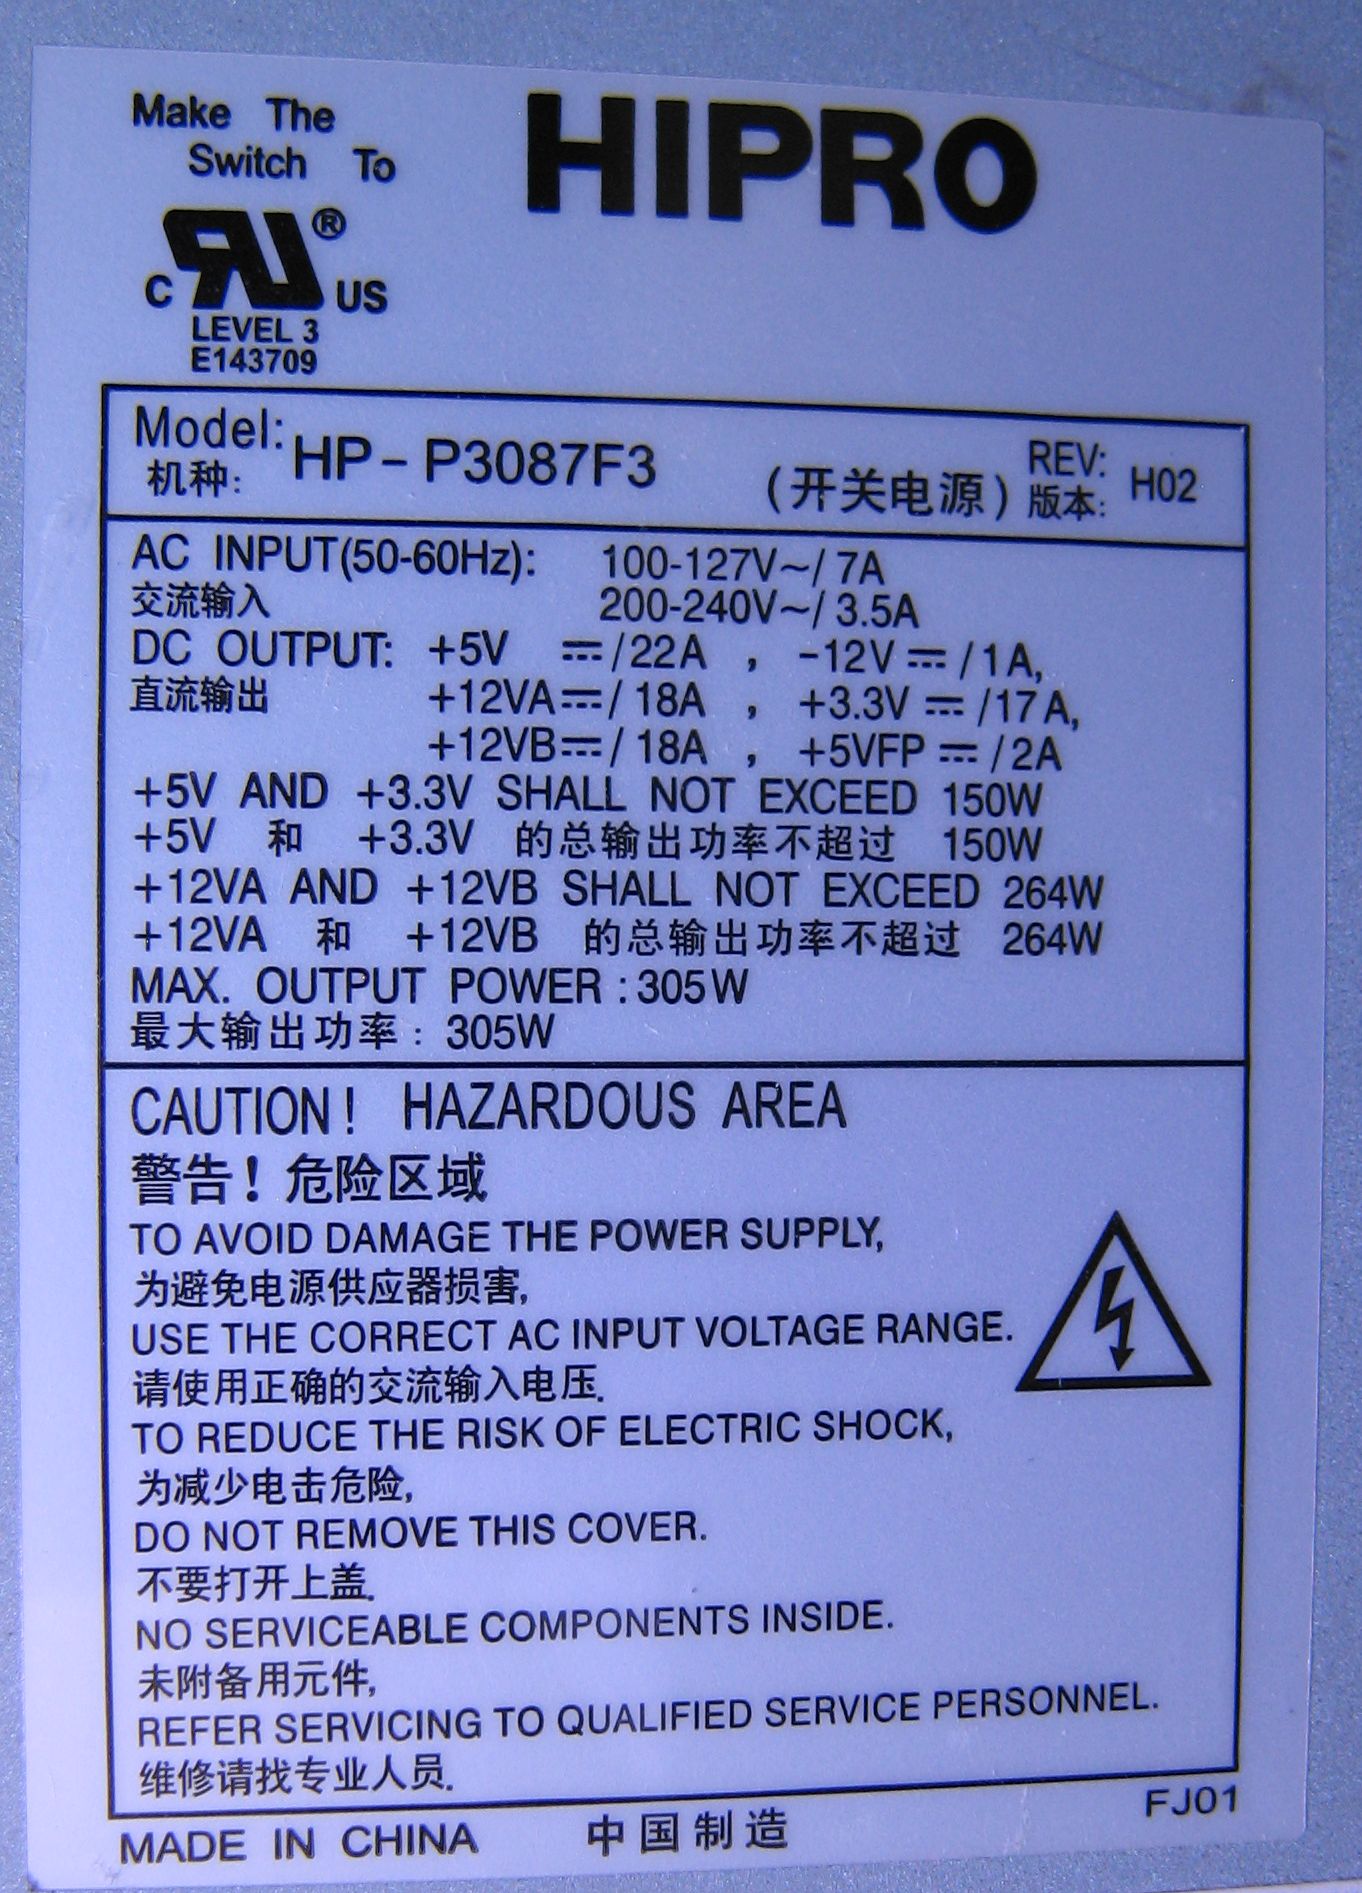 Make The
Switch To
HIPRO
c RU ® US
LEVEL 3
E143709
Model: HP-P3087F3 (开关电源) REV: H02
机种: 版本:
AC INPUT(50-60Hz): 100-127V~/ 7A
交流输入 200-240V~/ 3.5A
DC OUTPUT: +5V ⎓/22A , -12V⎓/1A,
直流输出 +12VA⎓/ 18A , +3.3V⎓/17A,
+12VB⎓/ 18A , +5VFP⎓/2A
+5V AND +3.3V SHALL NOT EXCEED 150W
+5V 和 +3.3V 的总输出功率不超过 150W
+12VA AND +12VB SHALL NOT EXCEED 264W
+12VA 和 +12VB 的总输出功率不超过 264W
MAX. OUTPUT POWER : 305W
最大输出功率: 305W
CAUTION! HAZARDOUS AREA
警告! 危险区域
TO AVOID DAMAGE THE POWER SUPPLY,
为避免电源供应器损害,
USE THE CORRECT AC INPUT VOLTAGE RANGE.
请使用正确的交流输入电压.
TO REDUCE THE RISK OF ELECTRIC SHOCK,
为减少电击危险,
DO NOT REMOVE THIS COVER.
不要打开上盖.
NO SERVICEABLE COMPONENTS INSIDE.
未附备用元件,
REFER SERVICING TO QUALIFIED SERVICE PERSONNEL.
维修请找专业人员.
FJ01
MADE IN CHINA 中国制造